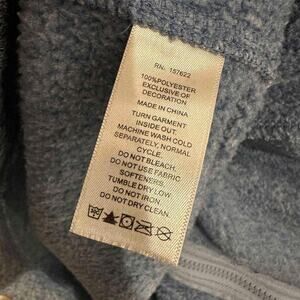 RN: 157622
100%POLYESTER
EXCLUSIVE OF
DECORATION
MADE IN CHINA
TURN GARMENT
INSIDE OUT.
MACHINE WASH COLD
SEPARATELY, NORMAL
CYCLE.
DO NOT BLEACH.
DO NOT USE FABRIC
SOFTENERS.
TUMBLE DRY LOW
DO NOT IRON.
DO NOT DRY CLEAN.